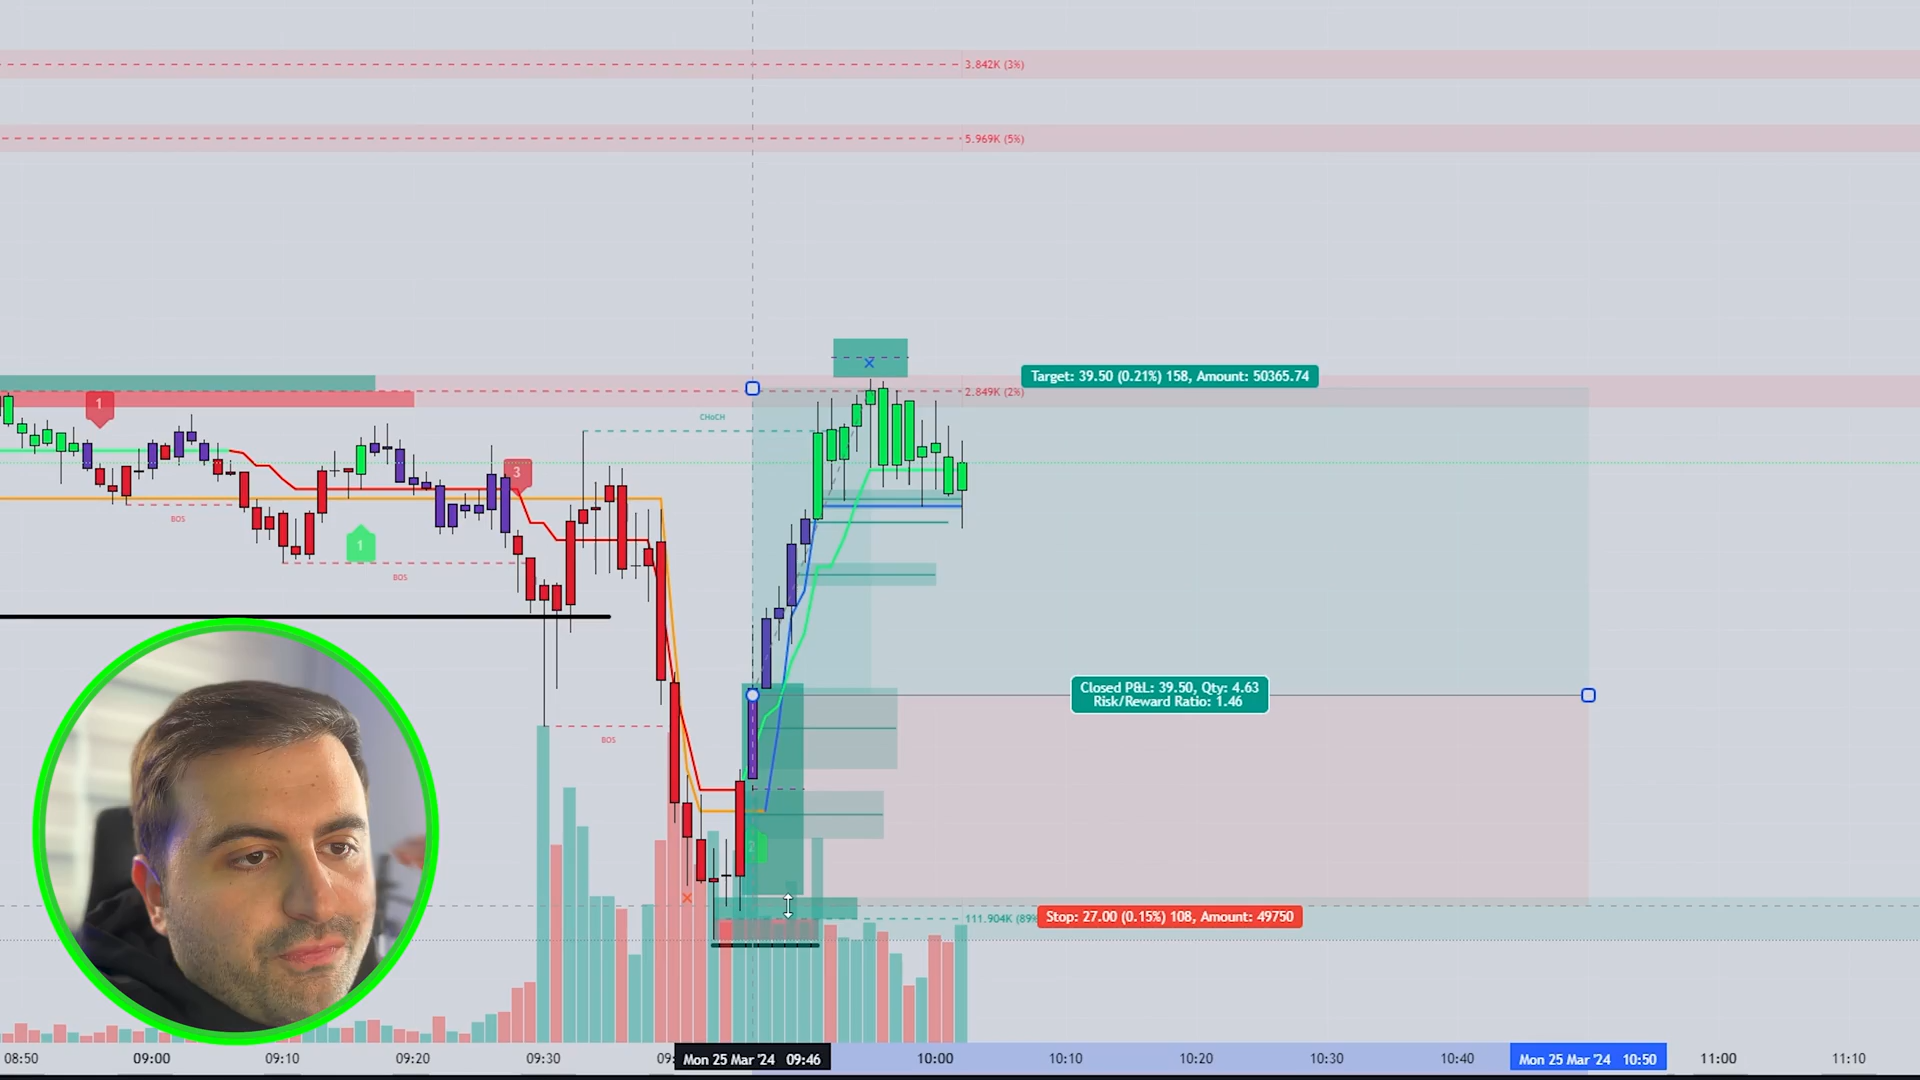 3.842K (3%)
5.969K (5%)
Target: 39.50 (0.21%) 158, Amount: 50365.74
2.849K (2%)
1
CHoCH
3
BOS
1
BOS
Closed P&L: 39.50, Qty: 4.63
Risk/Reward Ratio: 1.46
BOS
2
111.904K (89%
Stop: 27.00 (0.15%) 108, Amount: 49750
08:50 09:00 09:10 09:20 09:30 09: Mon 25 Mar '24 09:46 10:00 10:10 10:20 10:30 10:40 Mon 25 Mar '24 10:50 11:00 11:10